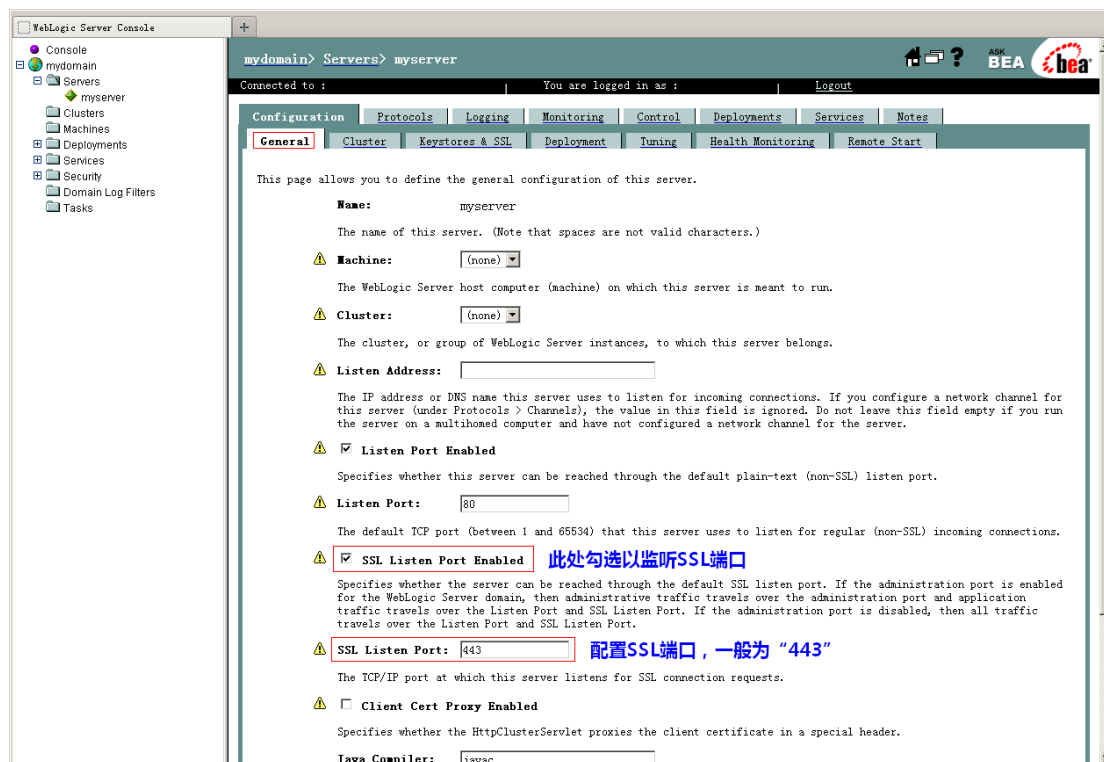 WebLogic Server Console
+
Console
mydomain
Servers
myserver
Clusters
Machines
Deployments
Services
Security
Domain Log Filters
Tasks
mydomain> Servers> myserver
?
ASK
BEA
bea
Connected to :
You are logged in as :
Logout
Configuration Protocols Logging Monitoring Control Deployments Services Notes
General Cluster Keystores & SSL Deployment Tuning Health Monitoring Remote Start
This page allows you to define the general configuration of this server.
Name: myserver
The name of this server. (Note that spaces are not valid characters.)
Machine: (none)
The WebLogic Server host computer (machine) on which this server is meant to run.
Cluster: (none)
The cluster, or group of WebLogic Server instances, to which this server belongs.
Listen Address:
The IP address or DNS name this server uses to listen for incoming connections. If you configure a network channel for
this server (under Protocols > Channels), the value in this field is ignored. Do not leave this field empty if you run
the server on a multihomed computer and have not configured a network channel for the server.
Listen Port Enabled
Specifies whether this server can be reached through the default plain-text (non-SSL) listen port.
Listen Port: 80
The default TCP port (between 1 and 65534) that this server uses to listen for regular (non-SSL) incoming connections.
SSL Listen Port Enabled 此处勾选以监听SSL端口
Specifies whether the server can be reached through the default SSL listen port. If the administration port is enabled
for the WebLogic Server domain, then administrative traffic travels over the administration port and application
traffic travels over the Listen Port and SSL Listen Port. If the administration port is disabled, then all traffic
travels over the Listen Port and SSL Listen Port.
SSL Listen Port: 443 配置SSL端口，一般为“443”
The TCP/IP port at which this server listens for SSL connection requests.
Client Cert Proxy Enabled
Specifies whether the HttpClusterServlet proxies the client certificate in a special header.
Java Compiler: javac